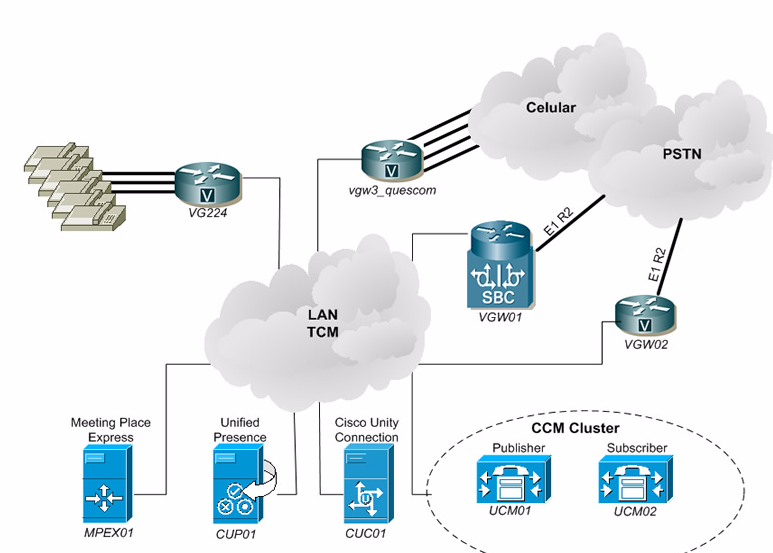 Celular
PSTN
VG224
vgw3_quescom
E1 R2
E1 R2
V
V
V
SBC
VGW01
VGW02
LAN
TCM
Meeting Place
Express
Unified
Presence
Cisco Unity
Connection
CCM Cluster
Publisher
Subscriber
U
MPEX01
CUP01
CUC01
UCM01
UCM02